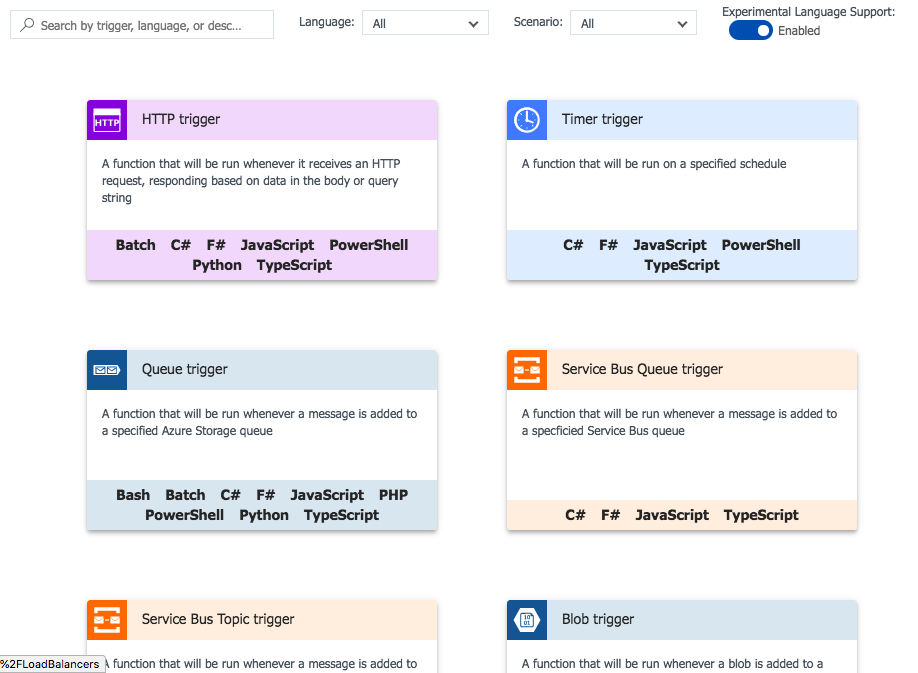 Search by trigger, language, or desc...
Language: All
Scenario: All
Experimental Language Support:
Enabled
HTTP
HTTP trigger
A function that will be run whenever it receives an HTTP
request, responding based on data in the body or query
string
Batch C# F# JavaScript PowerShell
Python TypeScript
Timer trigger
A function that will be run on a specified schedule
C# F# JavaScript PowerShell
TypeScript
Queue trigger
A function that will be run whenever a message is added to
a specified Azure Storage queue
Bash Batch C# F# JavaScript PHP
PowerShell Python TypeScript
Service Bus Queue trigger
A function that will be run whenever a message is added to
a specficied Service Bus queue
C# F# JavaScript TypeScript
Service Bus Topic trigger
A function that will be run whenever a message is added to
10
01
Blob trigger
A function that will be run whenever a blob is added to a
%2FLoadBalancers